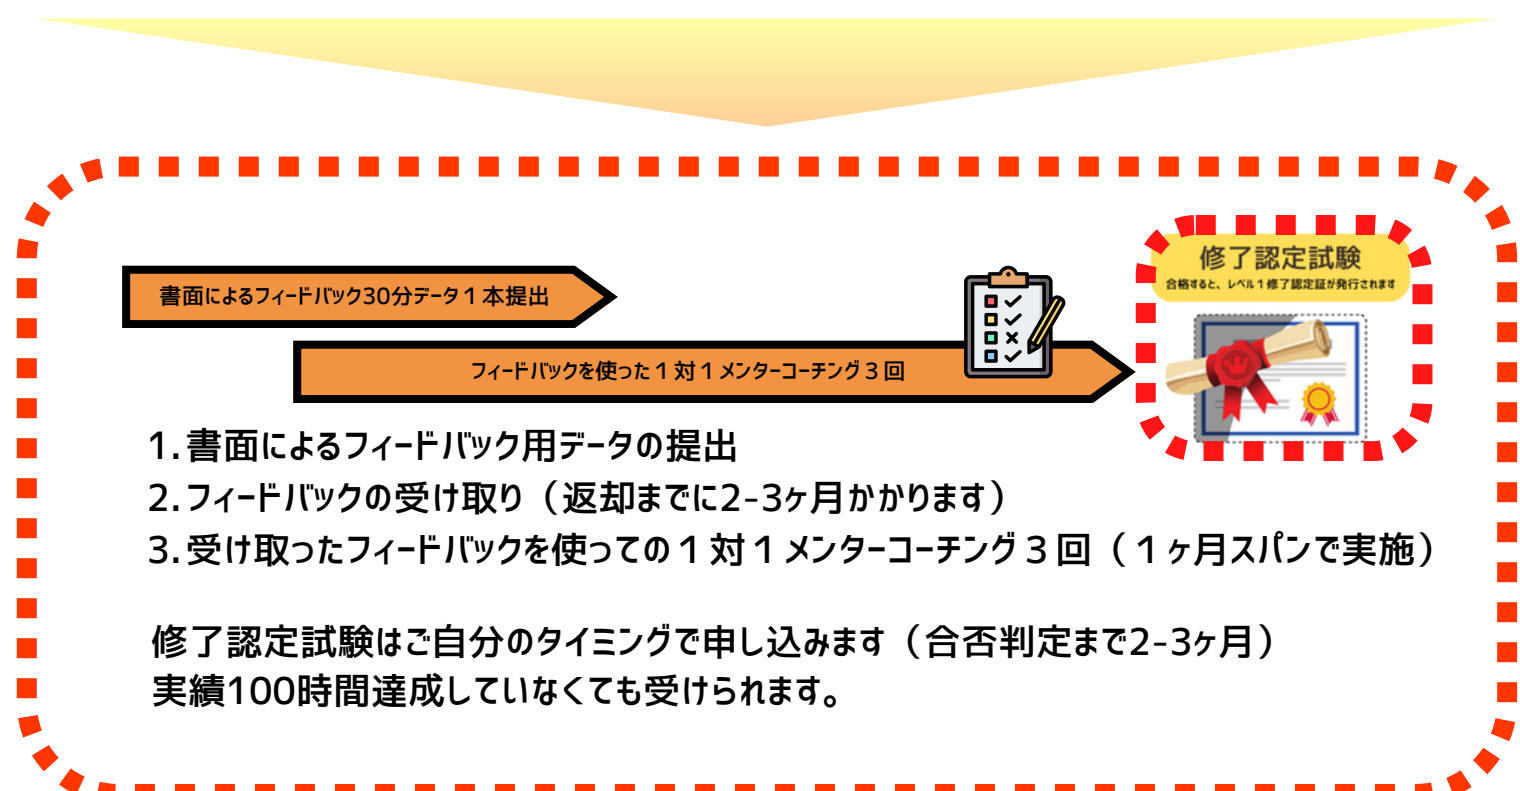 修了認定試験
合格すると、レベル1修了認定証が発行されます
書面によるフィードバック30分データ1本提出
フィードバックを使った1対1メンターコーチング3回
1.書面によるフィードバック用データの提出
2.フィードバックの受け取り（返却までに2-3ヶ月かかります）
3.受け取ったフィードバックを使っての1対1メンターコーチング3回（1ヶ月スパンで実施）
修了認定試験はご自分のタイミングで申し込みます（合否判定まで2-3ヶ月）
実績100時間達成していなくても受けられます。